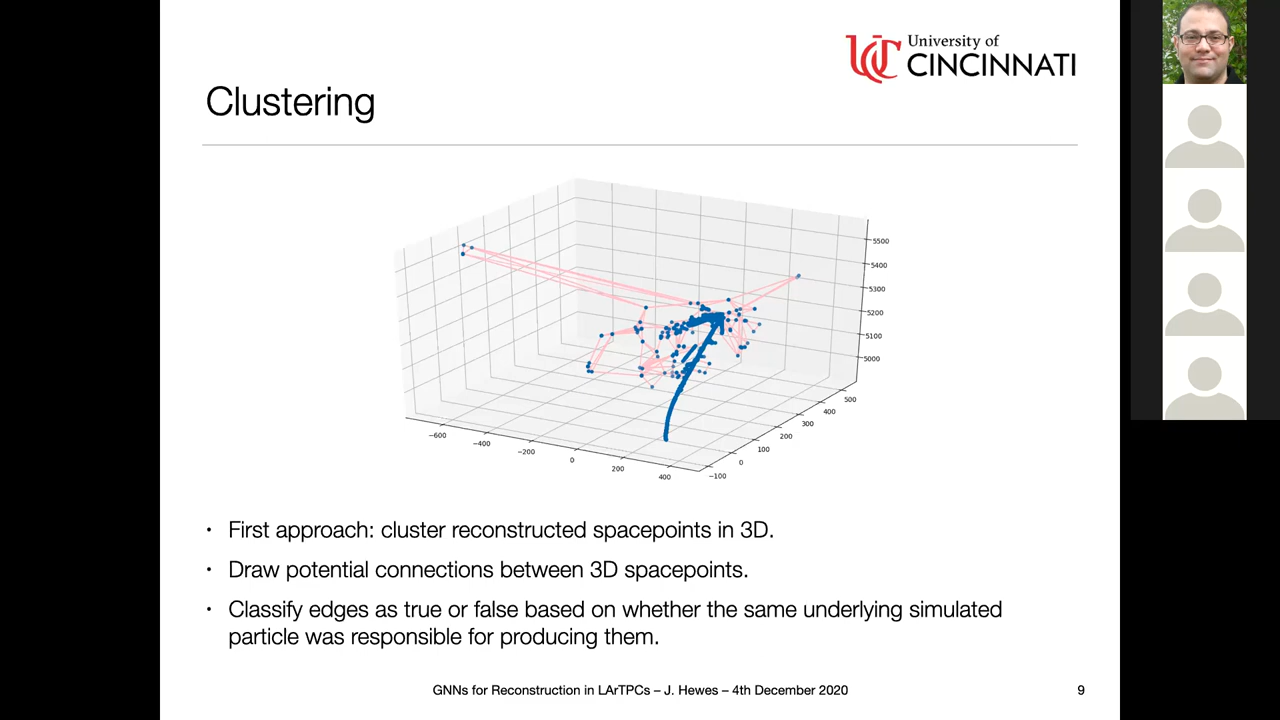 University of
CINCINNATI
Clustering
5500
5400
5300
5200
5100
5000
500
400
300
200
100
0
−100
−600
−400
−200
0
200
400
• First approach: cluster reconstructed spacepoints in 3D.
• Draw potential connections between 3D spacepoints.
• Classify edges as true or false based on whether the same underlying simulated
particle was responsible for producing them.
GNNs for Reconstruction in LArTPCs – J. Hewes – 4th December 2020
9